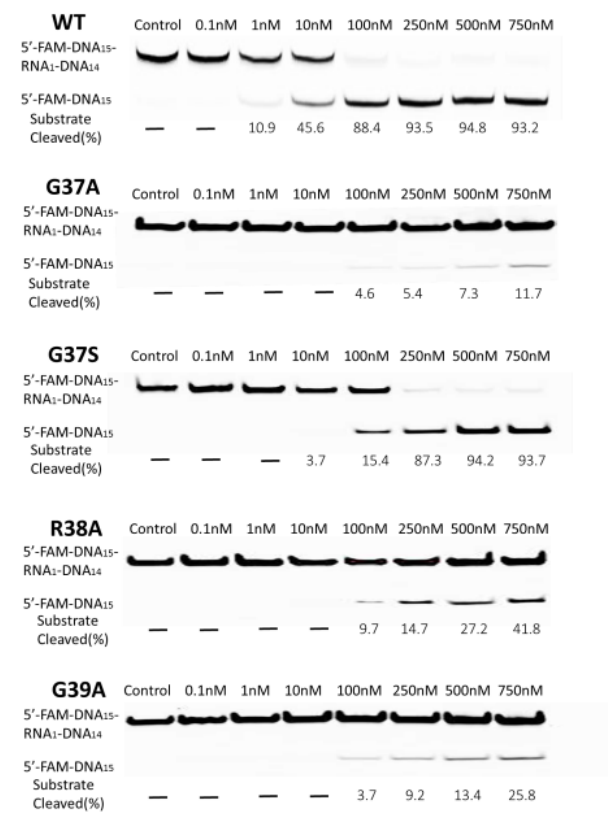 WT Control 0.1nM 1nM 10nM 100nM 250nM 500nM 750nM
5′-FAM-DNA15-
RNA1-DNA14
5′-FAM-DNA15
Substrate
Cleaved(%) — — 10.9 45.6 88.4 93.5 94.8 93.2
G37A Control 0.1nM 1nM 10nM 100nM 250nM 500nM 750nM
5′-FAM-DNA15-
RNA1-DNA14
5′-FAM-DNA15
Substrate
Cleaved(%) — — — — 4.6 5.4 7.3 11.7
G37S Control 0.1nM 1nM 10nM 100nM 250nM 500nM 750nM
5′-FAM-DNA15-
RNA1-DNA14
5′-FAM-DNA15
Substrate
Cleaved(%) — — — 3.7 15.4 87.3 94.2 93.7
R38A Control 0.1nM 1nM 10nM 100nM 250nM 500nM 750nM
5′-FAM-DNA15-
RNA1-DNA14
5′-FAM-DNA15
Substrate
Cleaved(%) — — — — 9.7 14.7 27.2 41.8
G39A Control 0.1nM 1nM 10nM 100nM 250nM 500nM 750nM
5′-FAM-DNA15-
RNA1-DNA14
5′-FAM-DNA15
Substrate
Cleaved(%) — — — — 3.7 9.2 13.4 25.8